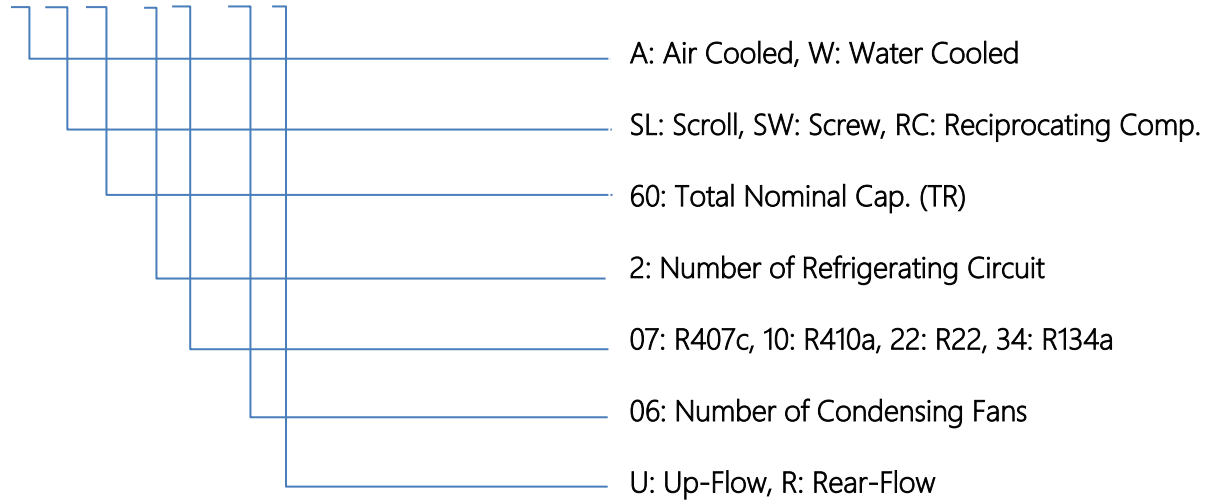 A: Air Cooled, W: Water Cooled
SL: Scroll, SW: Screw, RC: Reciprocating Comp.
60: Total Nominal Cap. (TR)
2: Number of Refrigerating Circuit
07: R407c, 10: R410a, 22: R22, 34: R134a
06: Number of Condensing Fans
U: Up-Flow, R: Rear-Flow